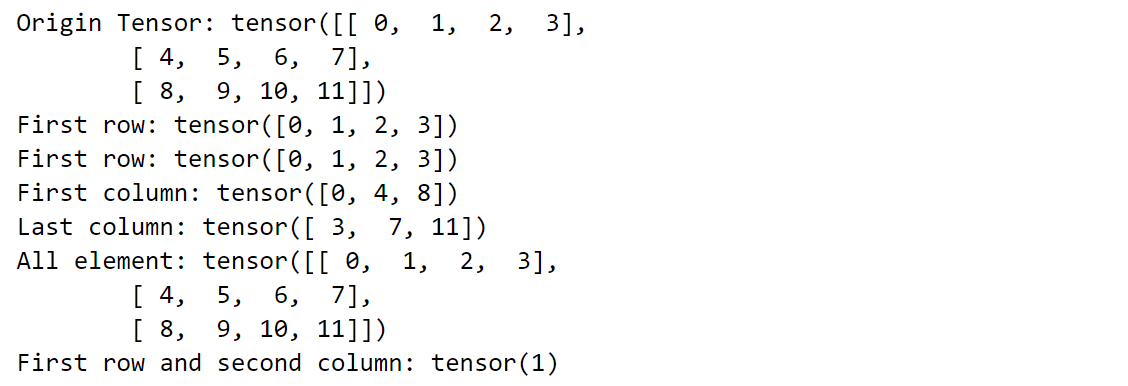 Origin Tensor: tensor([[ 0,  1,  2,  3],
        [ 4,  5,  6,  7],
        [ 8,  9, 10, 11]])
First row: tensor([0, 1, 2, 3])
First row: tensor([0, 1, 2, 3])
First column: tensor([0, 4, 8])
Last column: tensor([ 3,  7, 11])
All element: tensor([[ 0,  1,  2,  3],
        [ 4,  5,  6,  7],
        [ 8,  9, 10, 11]])
First row and second column: tensor(1)